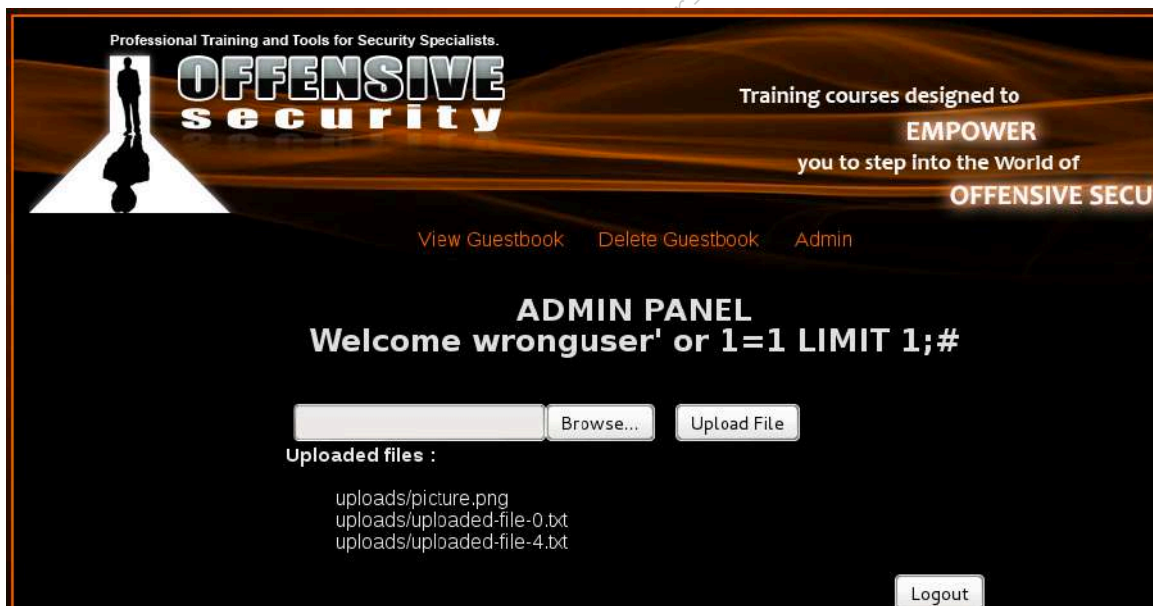 Professional Training and Tools for Security Specialists.
OFFENSIVE
security
Training courses designed to
EMPOWER
you to step into the World of
OFFENSIVE SECU
View Guestbook Delete Guestbook Admin
ADMIN PANEL
Welcome wronguser' or 1=1 LIMIT 1;#
Browse... Upload File
Uploaded files :
uploads/picture.png
uploads/uploaded-file-0.txt
uploads/uploaded-file-4.txt
Logout